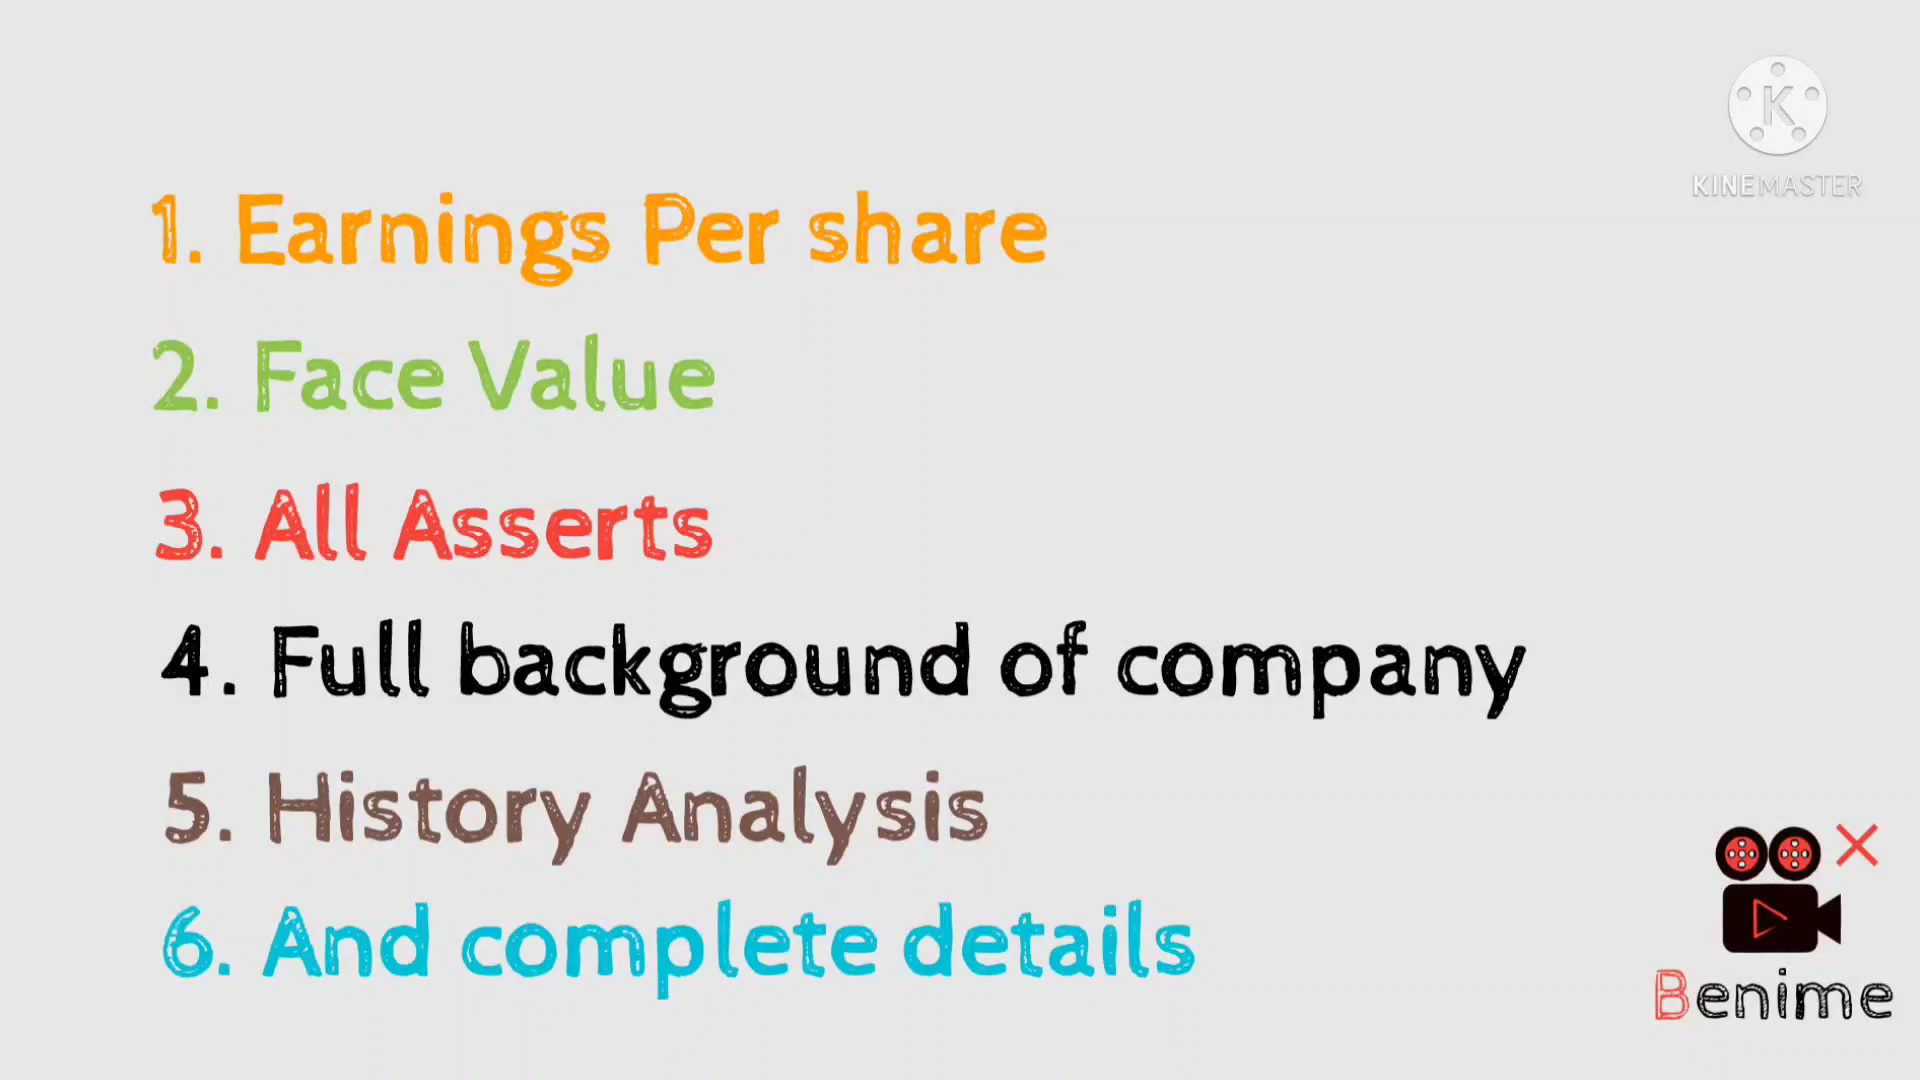 K
KINEMASTER
1. Earnings Per share
2. Face Value
3. All Asserts
4. Full background of company
5. History Analysis
6. And complete details
Benime